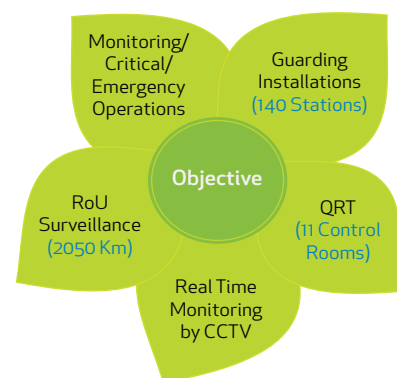 Monitoring/
Critical/
Emergency
Operations
Guarding
Installations
(140 Stations)
Objective
RoU
Surveillance
(2050 Km)
QRT
(11 Control
Rooms)
Real Time
Monitoring
by CCTV